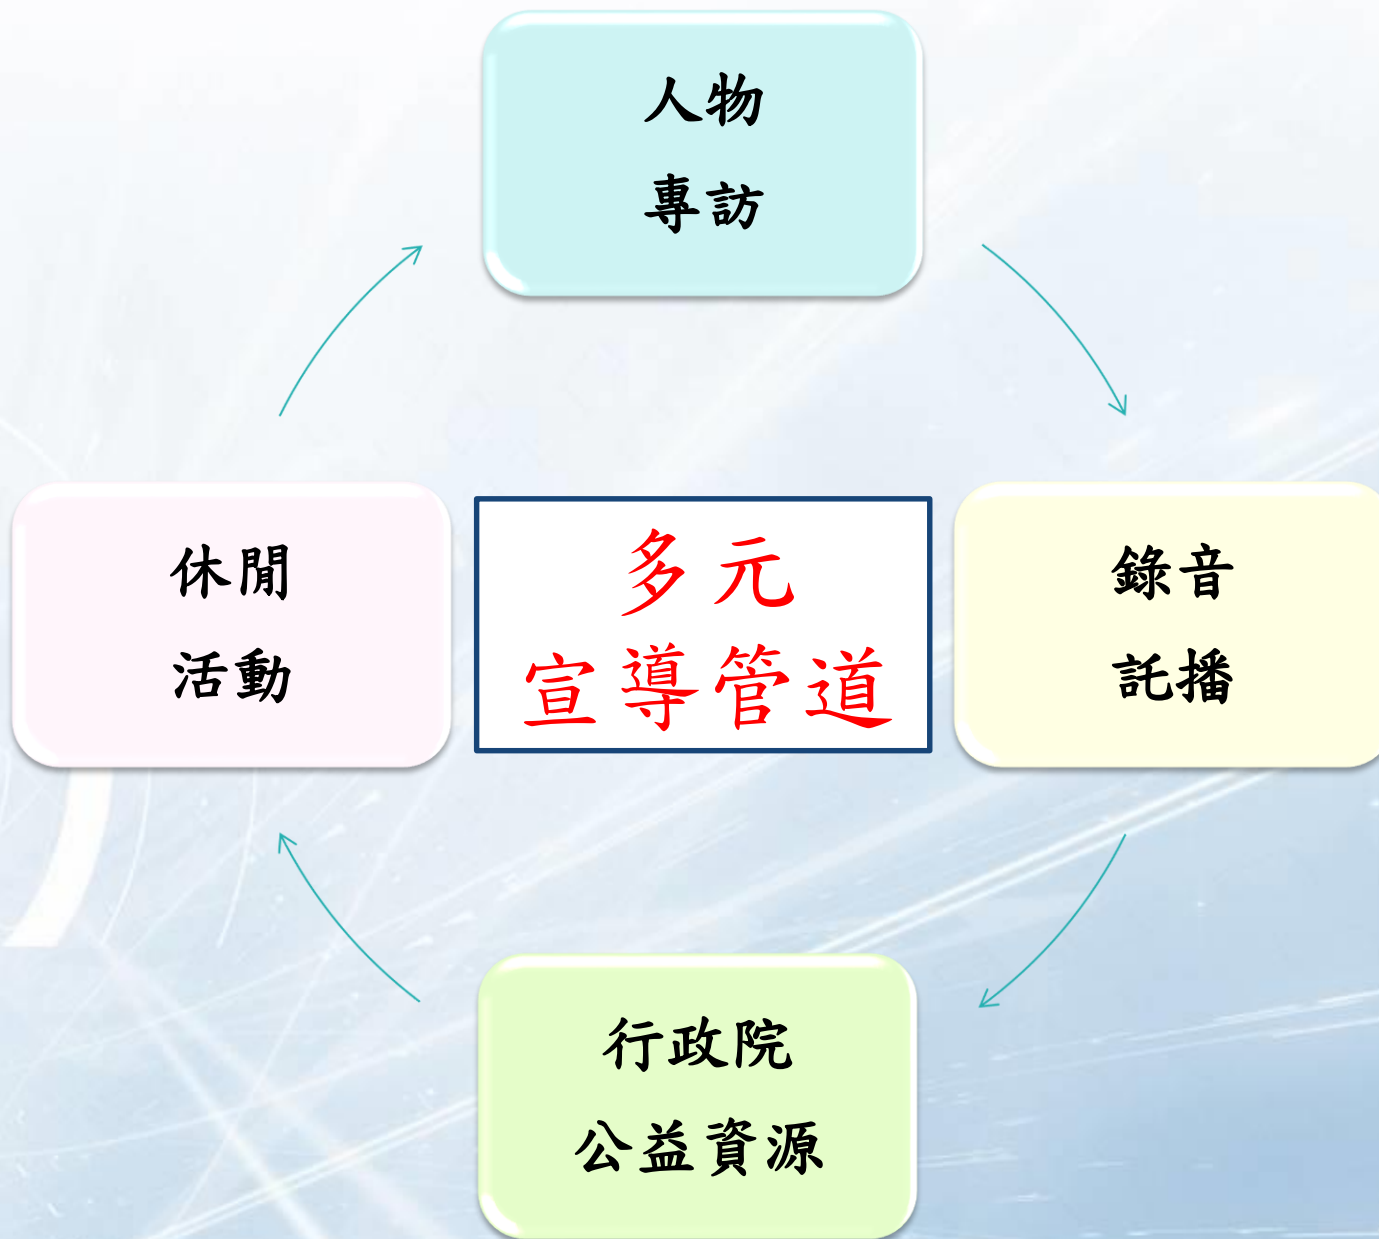 人物
專訪
休閒
活動
多元
宣導管道
錄音
託播
行政院
公益資源